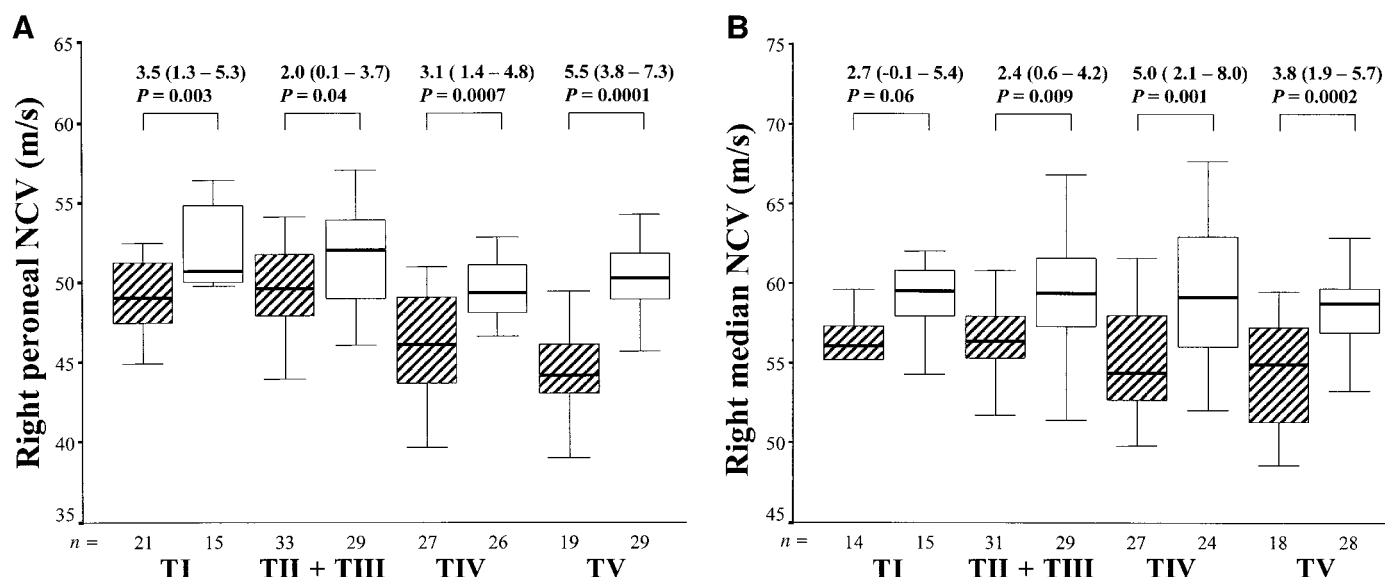 A
Right peroneal NCV (m/s)
65
60
55
50
45
40
35
3.5 (1.3 – 5.3)
P = 0.003
2.0 (0.1 – 3.7)
P = 0.04
3.1 ( 1.4 – 4.8)
P = 0.0007
5.5 (3.8 – 7.3)
P = 0.0001
n = 21 15 33 29 27 26 19 29
TI TII + TIII TIV TV
B
Right median NCV (m/s)
75
70
65
60
55
50
45
2.7 (-0.1 – 5.4)
P = 0.06
2.4 (0.6 – 4.2)
P = 0.009
5.0 ( 2.1 – 8.0)
P = 0.001
3.8 (1.9 – 5.7)
P = 0.0002
n = 14 15 31 29 27 24 18 28
TI TII + TIII TIV TV